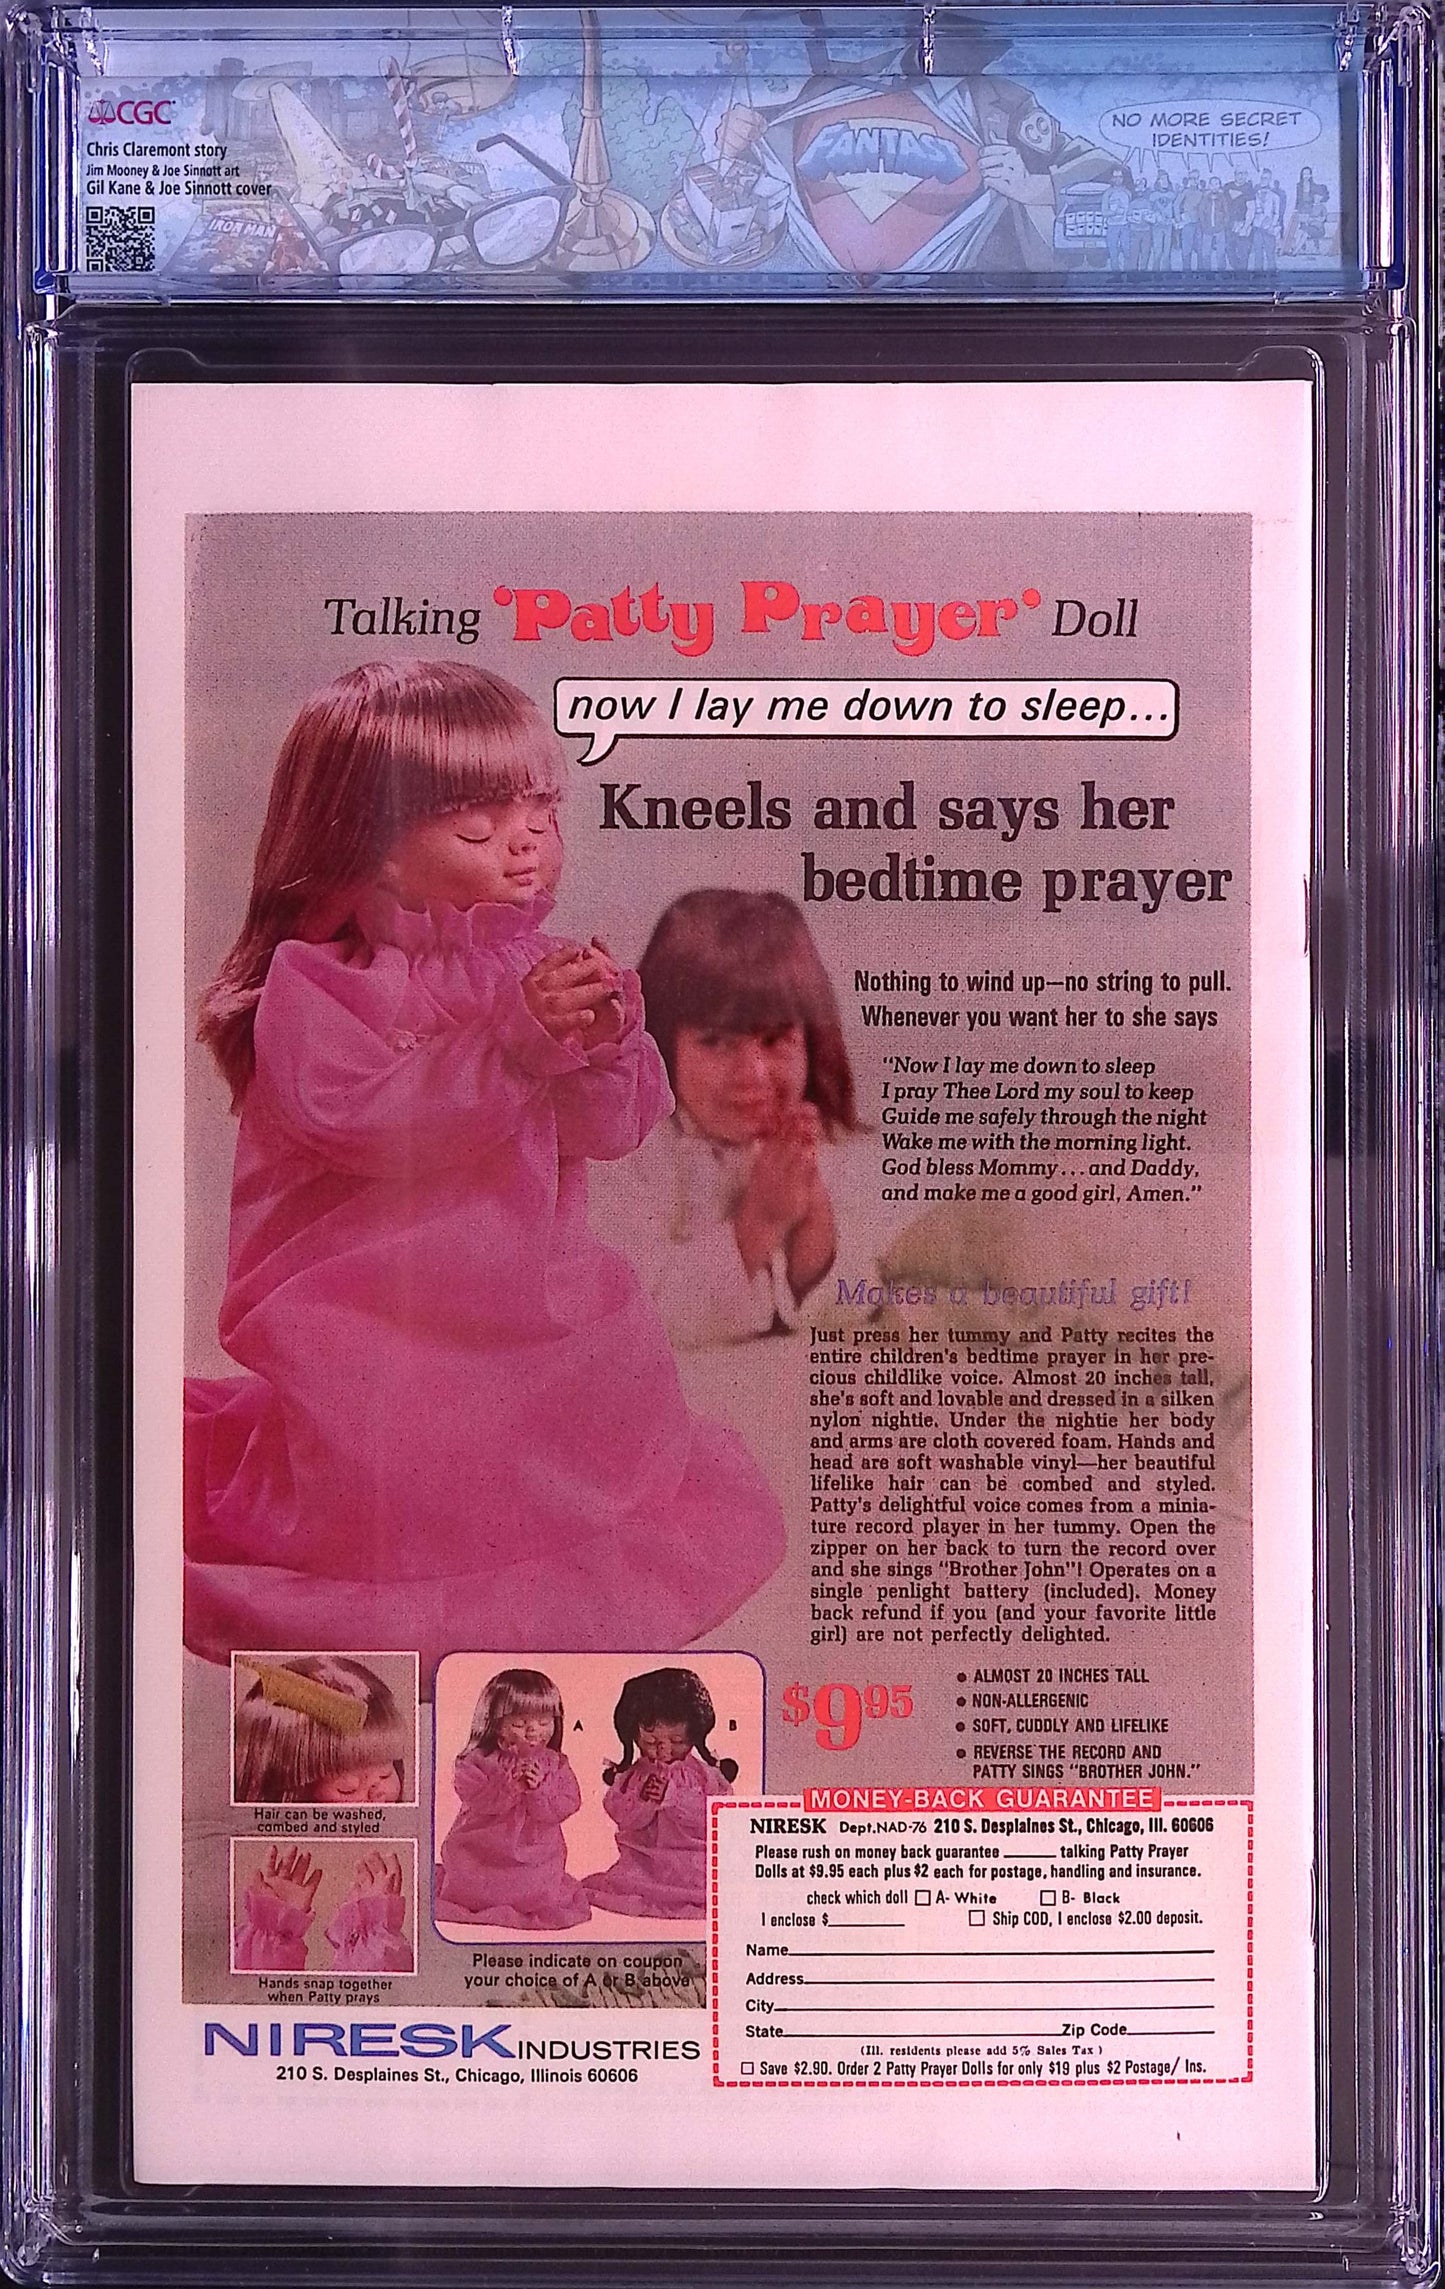 CGC
Chris Claremont story
Jim Mooney & Joe Sinnott art
Gil Kane & Joe Sinnott cover
IRON MAN
FANTAST
NO MORE SECRET
IDENTITIES!
Talking 'Patty Prayer' Doll
now I lay me down to sleep...
Kneels and says her
bedtime prayer
Nothing to wind up—no string to pull.
Whenever you want her to she says
"Now I lay me down to sleep
I pray Thee Lord my soul to keep
Guide me safely through the night
Wake me with the morning light.
God bless Mommy...and Daddy,
and make me a good girl, Amen."
Makes a beautiful gift!
Just press her tummy and Patty recites the
entire children's bedtime prayer in her pre-
cious childlike voice. Almost 20 inches tall,
she's soft and lovable and dressed in a silken
nylon nightie. Under the nightie her body
and arms are cloth covered foam. Hands and
head are soft washable vinyl—her beautiful
lifelike hair can be combed and styled.
Patty's delightful voice comes from a minia-
ture record player in her tummy. Open the
zipper on her back to turn the record over
and she sings "Brother John"! Operates on a
single penlight battery (included). Money
back refund if you (and your favorite little
girl) are not perfectly delighted.
$9.95
• ALMOST 20 INCHES TALL
• NON-ALLERGENIC
• SOFT, CUDDLY AND LIFELIKE
• REVERSE THE RECORD AND
PATTY SINGS "BROTHER JOHN."
A
B
Hair can be washed,
combed and styled
Hands snap together
when Patty prays
Please indicate on coupon
your choice of A or B above
MONEY-BACK GUARANTEE
NIRESK Dept.NAD-76 210 S. Desplaines St., Chicago, Ill. 60606
Please rush on money back guarantee ______ talking Patty Prayer
Dolls at $9.95 each plus $2 each for postage, handling and insurance.
check which doll □ A- White □ B- Black
I enclose $________ □ Ship COD, I enclose $2.00 deposit.
Name
Address
City
State Zip Code
(Ill. residents please add 5% Sales Tax)
□ Save $2.90. Order 2 Patty Prayer Dolls for only $19 plus $2 Postage/ Ins.
NIRESK INDUSTRIES
210 S. Desplaines St., Chicago, Illinois 60606